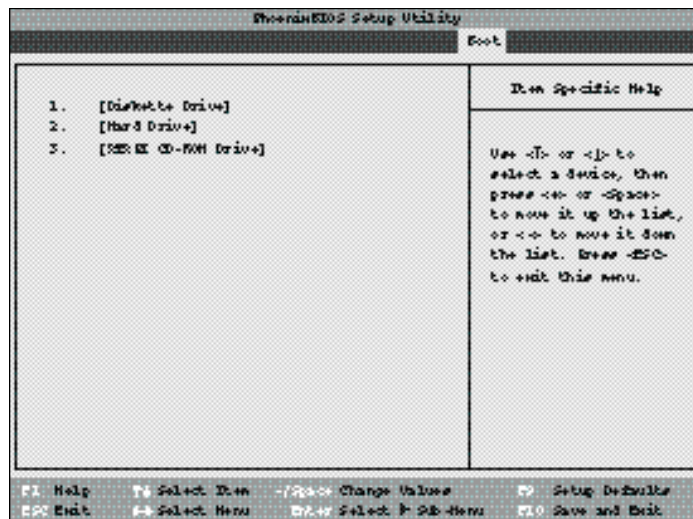 PhoenixBIOS Setup Utility
Boot
1. [Diskette Drive]
2. [Hard Drive]
3. CD-ROM Drive]
Item Specific Help
Use <↑> or <↓> to
select a device, then
press <+> or <Space>
to move it up the list,
or <-> to move it down
the list. Press <ESC>
to exit this menu.
F1 Help ↑↓ Select Item -/Space Change Values F9 Setup Defaults
ESC Exit Select Menu Enter Select ▶ Sub-Menu F10 Save and Exit